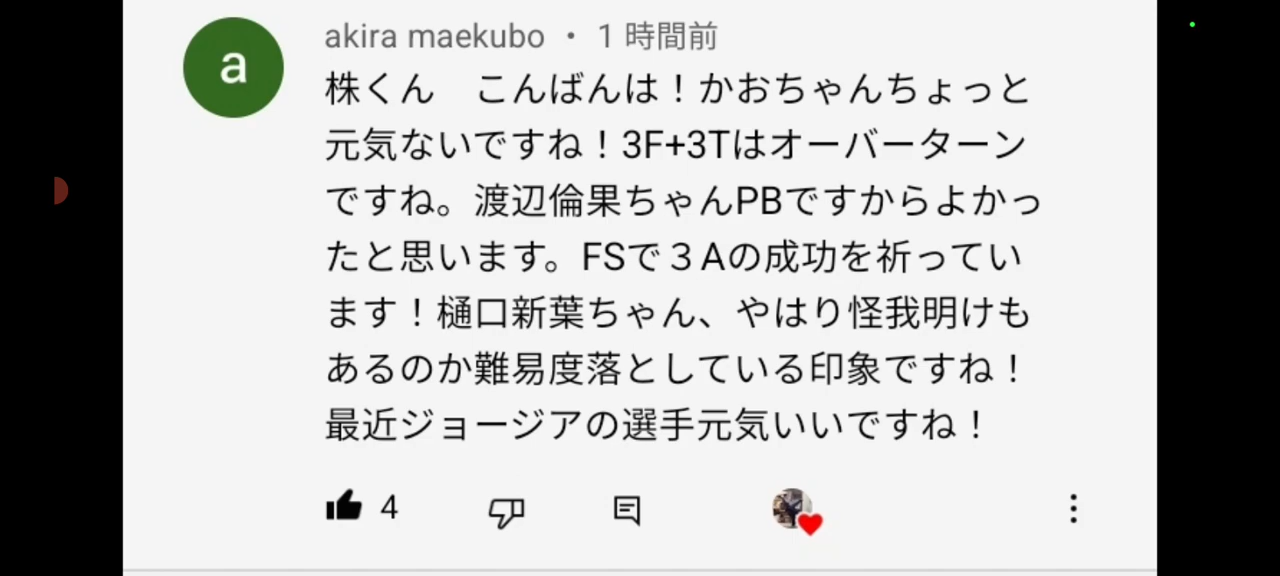 a
akira maekubo • 1 時間前
株くん　こんばんは！かおちゃんちょっと
元気ないですね！3F+3Tはオーバーターン
ですね。渡辺倫果ちゃんPBですからよかっ
たと思います。FSで３Aの成功を祈ってい
ます！樋口新葉ちゃん、やはり怪我明けも
あるのか難易度落としている印象ですね！
最近ジョージアの選手元気いいですね！
4